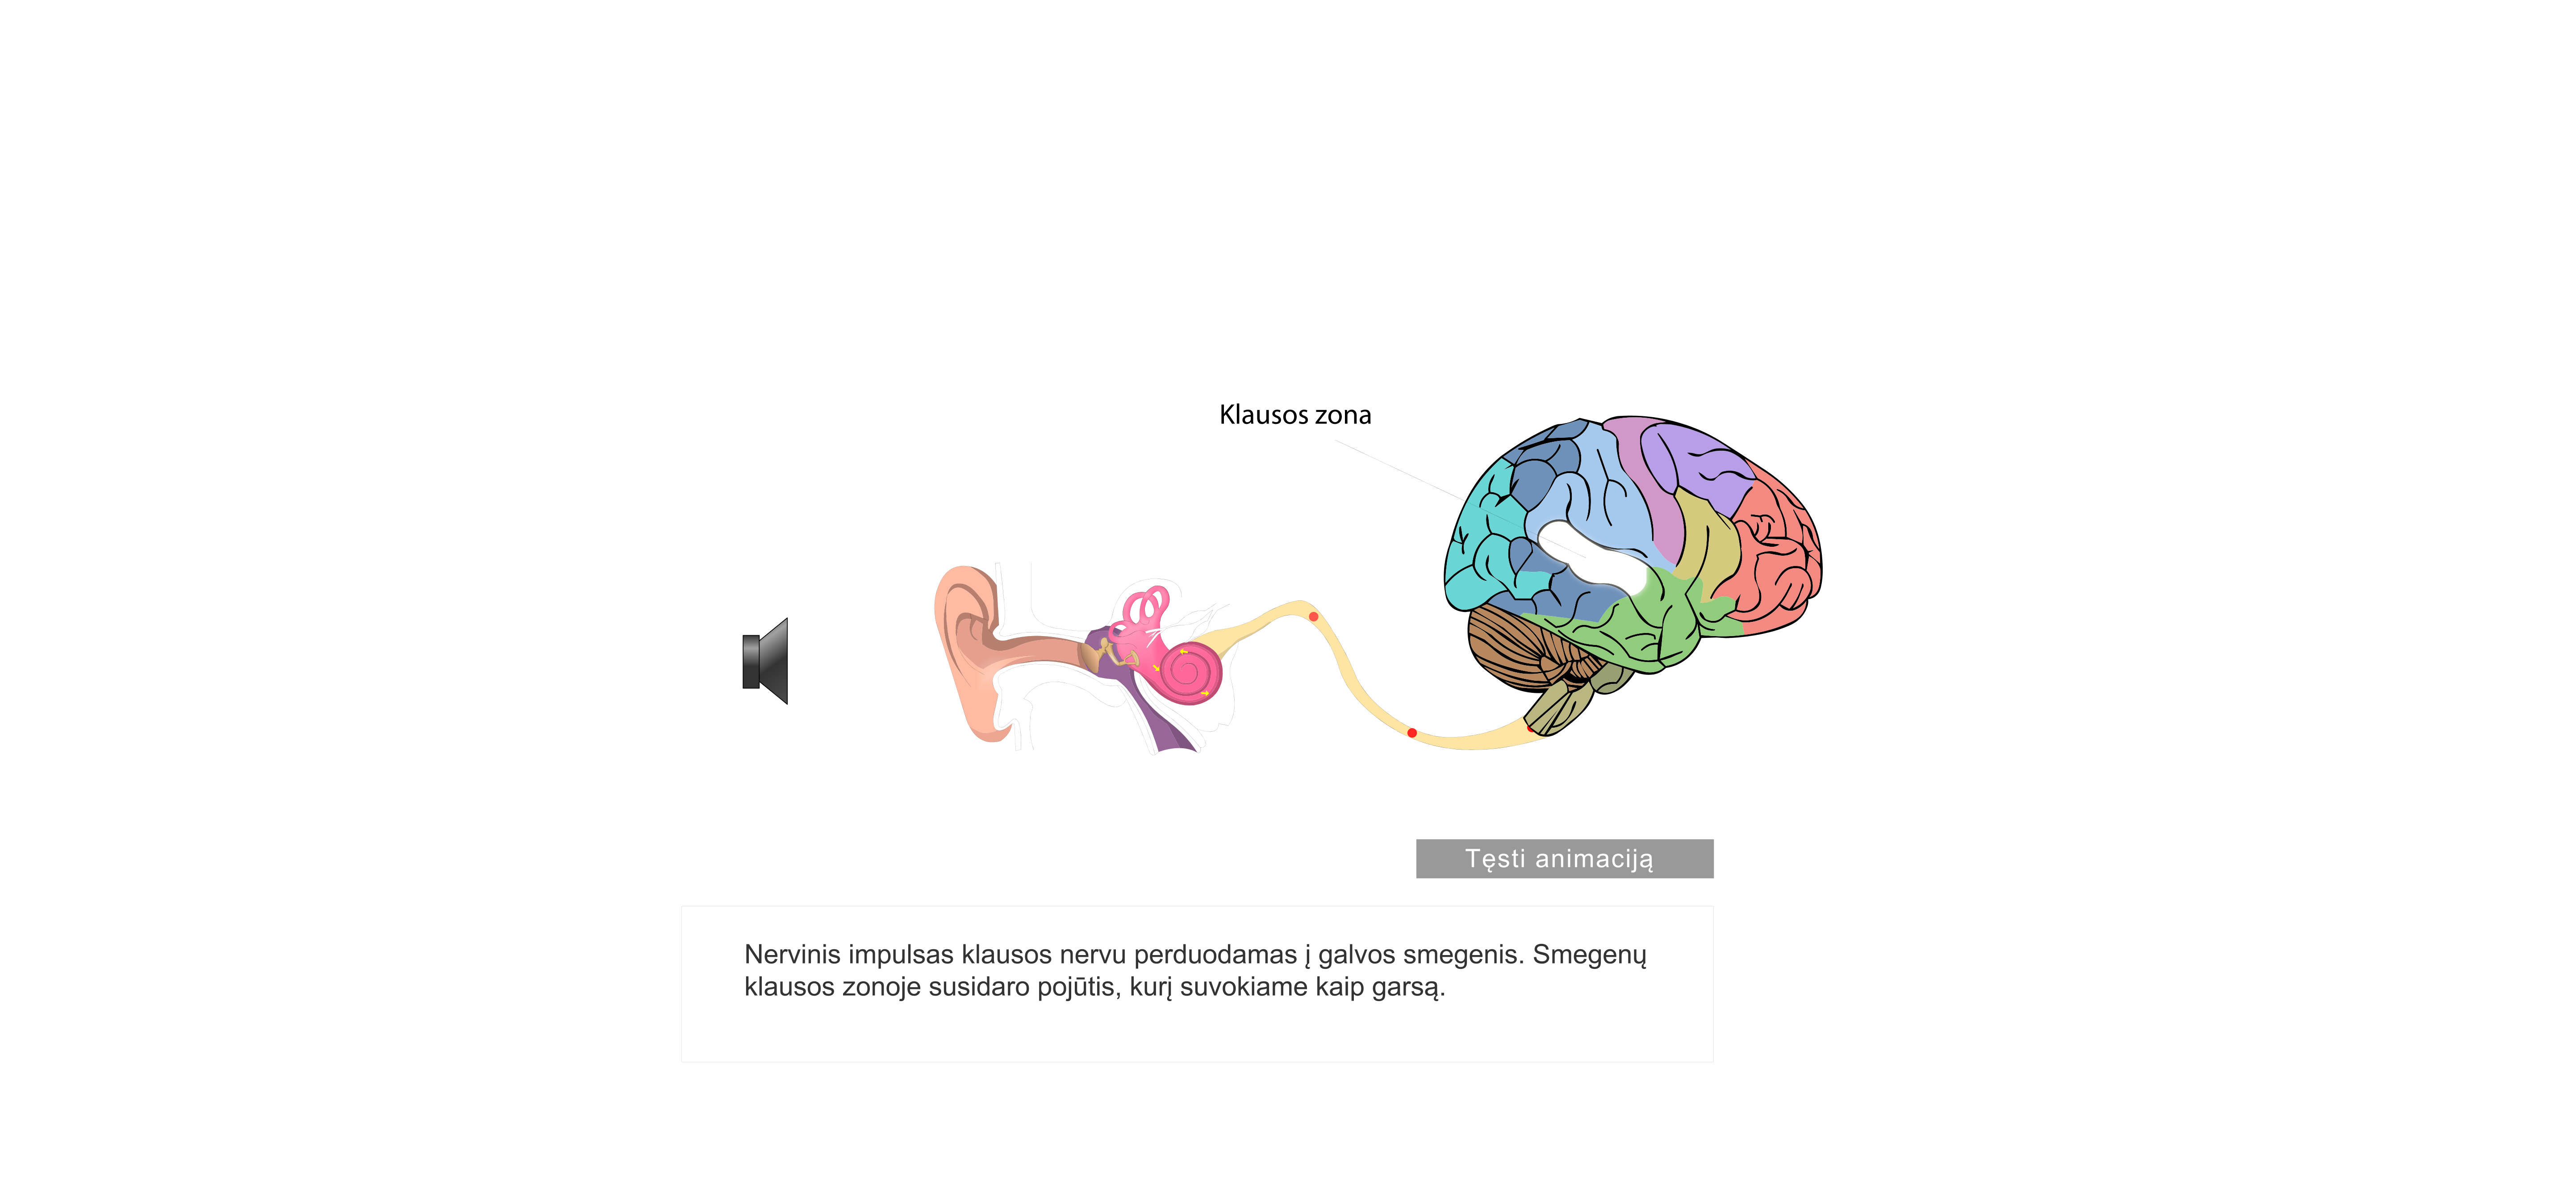 Klausos zona
Tęsti animaciją
Nervinis impulsas klausos nervu perduodamas į galvos smegenis. Smegenų
klausos zonoje susidaro pojūtis, kurį suvokiame kaip garsą.